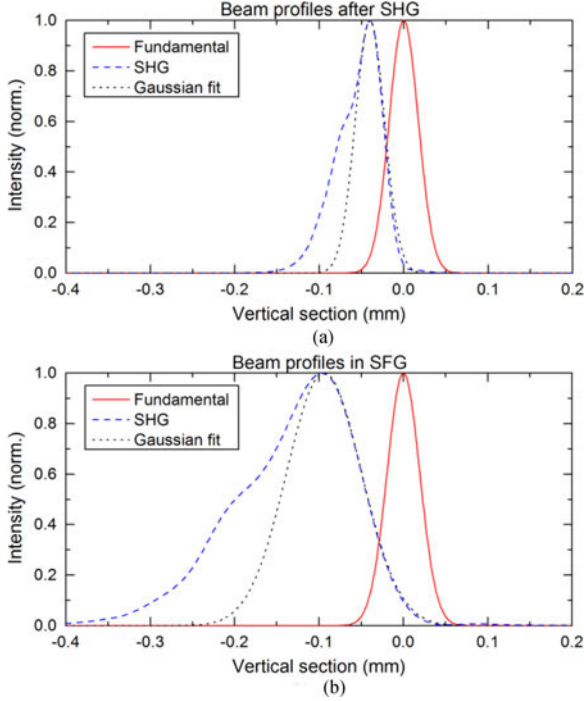 Beam profiles after SHG
Fundamental
SHG
Gaussian fit
Intensity (norm.)
1.0
0.8
0.6
0.4
0.2
0.0
-0.4 -0.3 -0.2 -0.1 0.0 0.1 0.2
Vertical section (mm)
(a)
Beam profiles in SFG
Fundamental
SHG
Gaussian fit
Intensity (norm.)
1.0
0.8
0.6
0.4
0.2
0.0
-0.4 -0.3 -0.2 -0.1 0.0 0.1 0.2
Vertical section (mm)
(b)